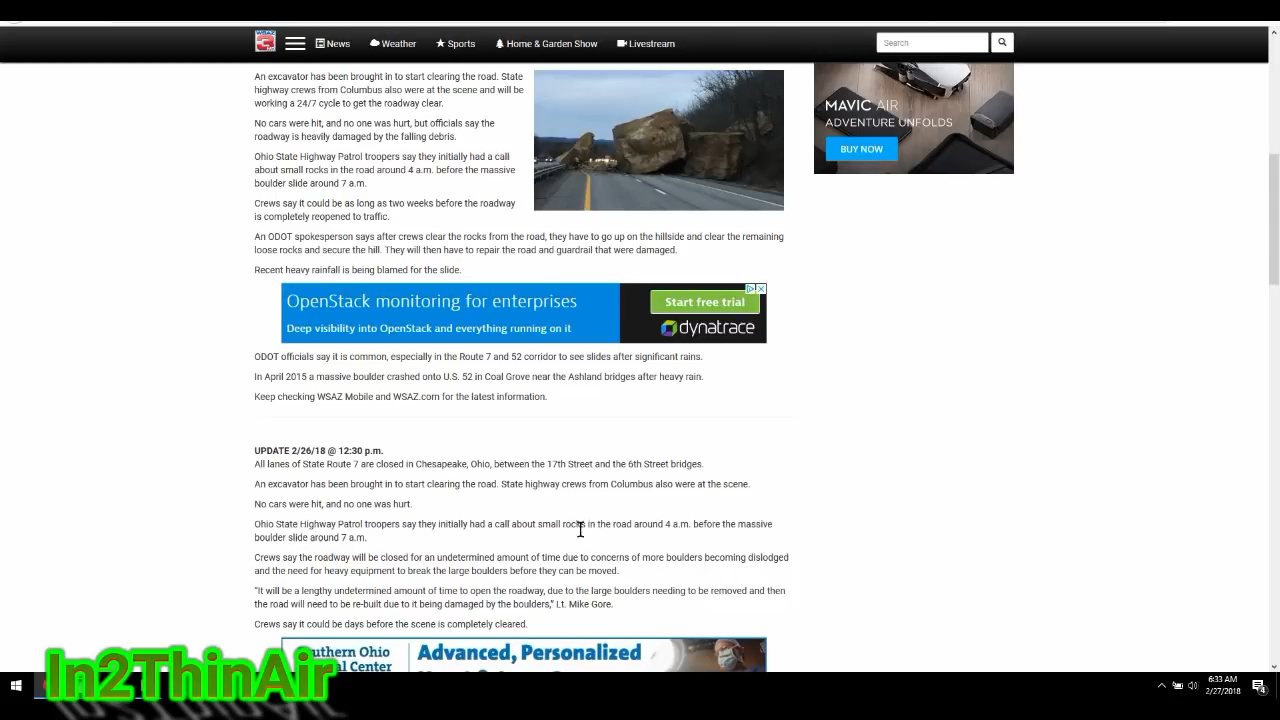 WSAZ
3
News
Weather
Sports
Home & Garden Show
Livestream
Search
An excavator has been brought in to start clearing the road. State
highway crews from Columbus also were at the scene and will be
working a 24/7 cycle to get the roadway clear.
No cars were hit, and no one was hurt, but officials say the
roadway is heavily damaged by the falling debris.
Ohio State Highway Patrol troopers say they initially had a call
about small rocks in the road around 4 a.m. before the massive
boulder slide around 7 a.m.
Crews say it could be as long as two weeks before the roadway
is completely reopened to traffic.
An ODOT spokesperson says after crews clear the rocks from the road, they have to go up on the hillside and clear the remaining
loose rocks and secure the hill. They will then have to repair the road and guardrail that were damaged.
Recent heavy rainfall is being blamed for the slide.
MAVIC AIR
ADVENTURE UNFOLDS
BUY NOW
OpenStack monitoring for enterprises
Deep visibility into OpenStack and everything running on it
Start free trial
dynatrace
ODOT officials say it is common, especially in the Route 7 and 52 corridor to see slides after significant rains.
In April 2015 a massive boulder crashed onto U.S. 52 in Coal Grove near the Ashland bridges after heavy rain.
Keep checking WSAZ Mobile and WSAZ.com for the latest information.
UPDATE 2/26/18 @ 12:30 p.m.
All lanes of State Route 7 are closed in Chesapeake, Ohio, between the 17th Street and the 6th Street bridges.
An excavator has been brought in to start clearing the road. State highway crews from Columbus also were at the scene.
No cars were hit, and no one was hurt.
Ohio State Highway Patrol troopers say they initially had a call about small rocks in the road around 4 a.m. before the massive
boulder slide around 7 a.m.
Crews say the roadway will be closed for an undetermined amount of time due to concerns of more boulders becoming dislodged
and the need for heavy equipment to break the large boulders before they can be moved.
"It will be a lengthy undetermined amount of time to open the roadway, due to the large boulders needing to be removed and then
the road will need to be re-built due to it being damaged by the boulders," Lt. Mike Gore.
Crews say it could be days before the scene is completely cleared.
Southern Ohio
Advanced, Personalized
Center
In2ThinAir
6:33 AM
2/27/2018
4